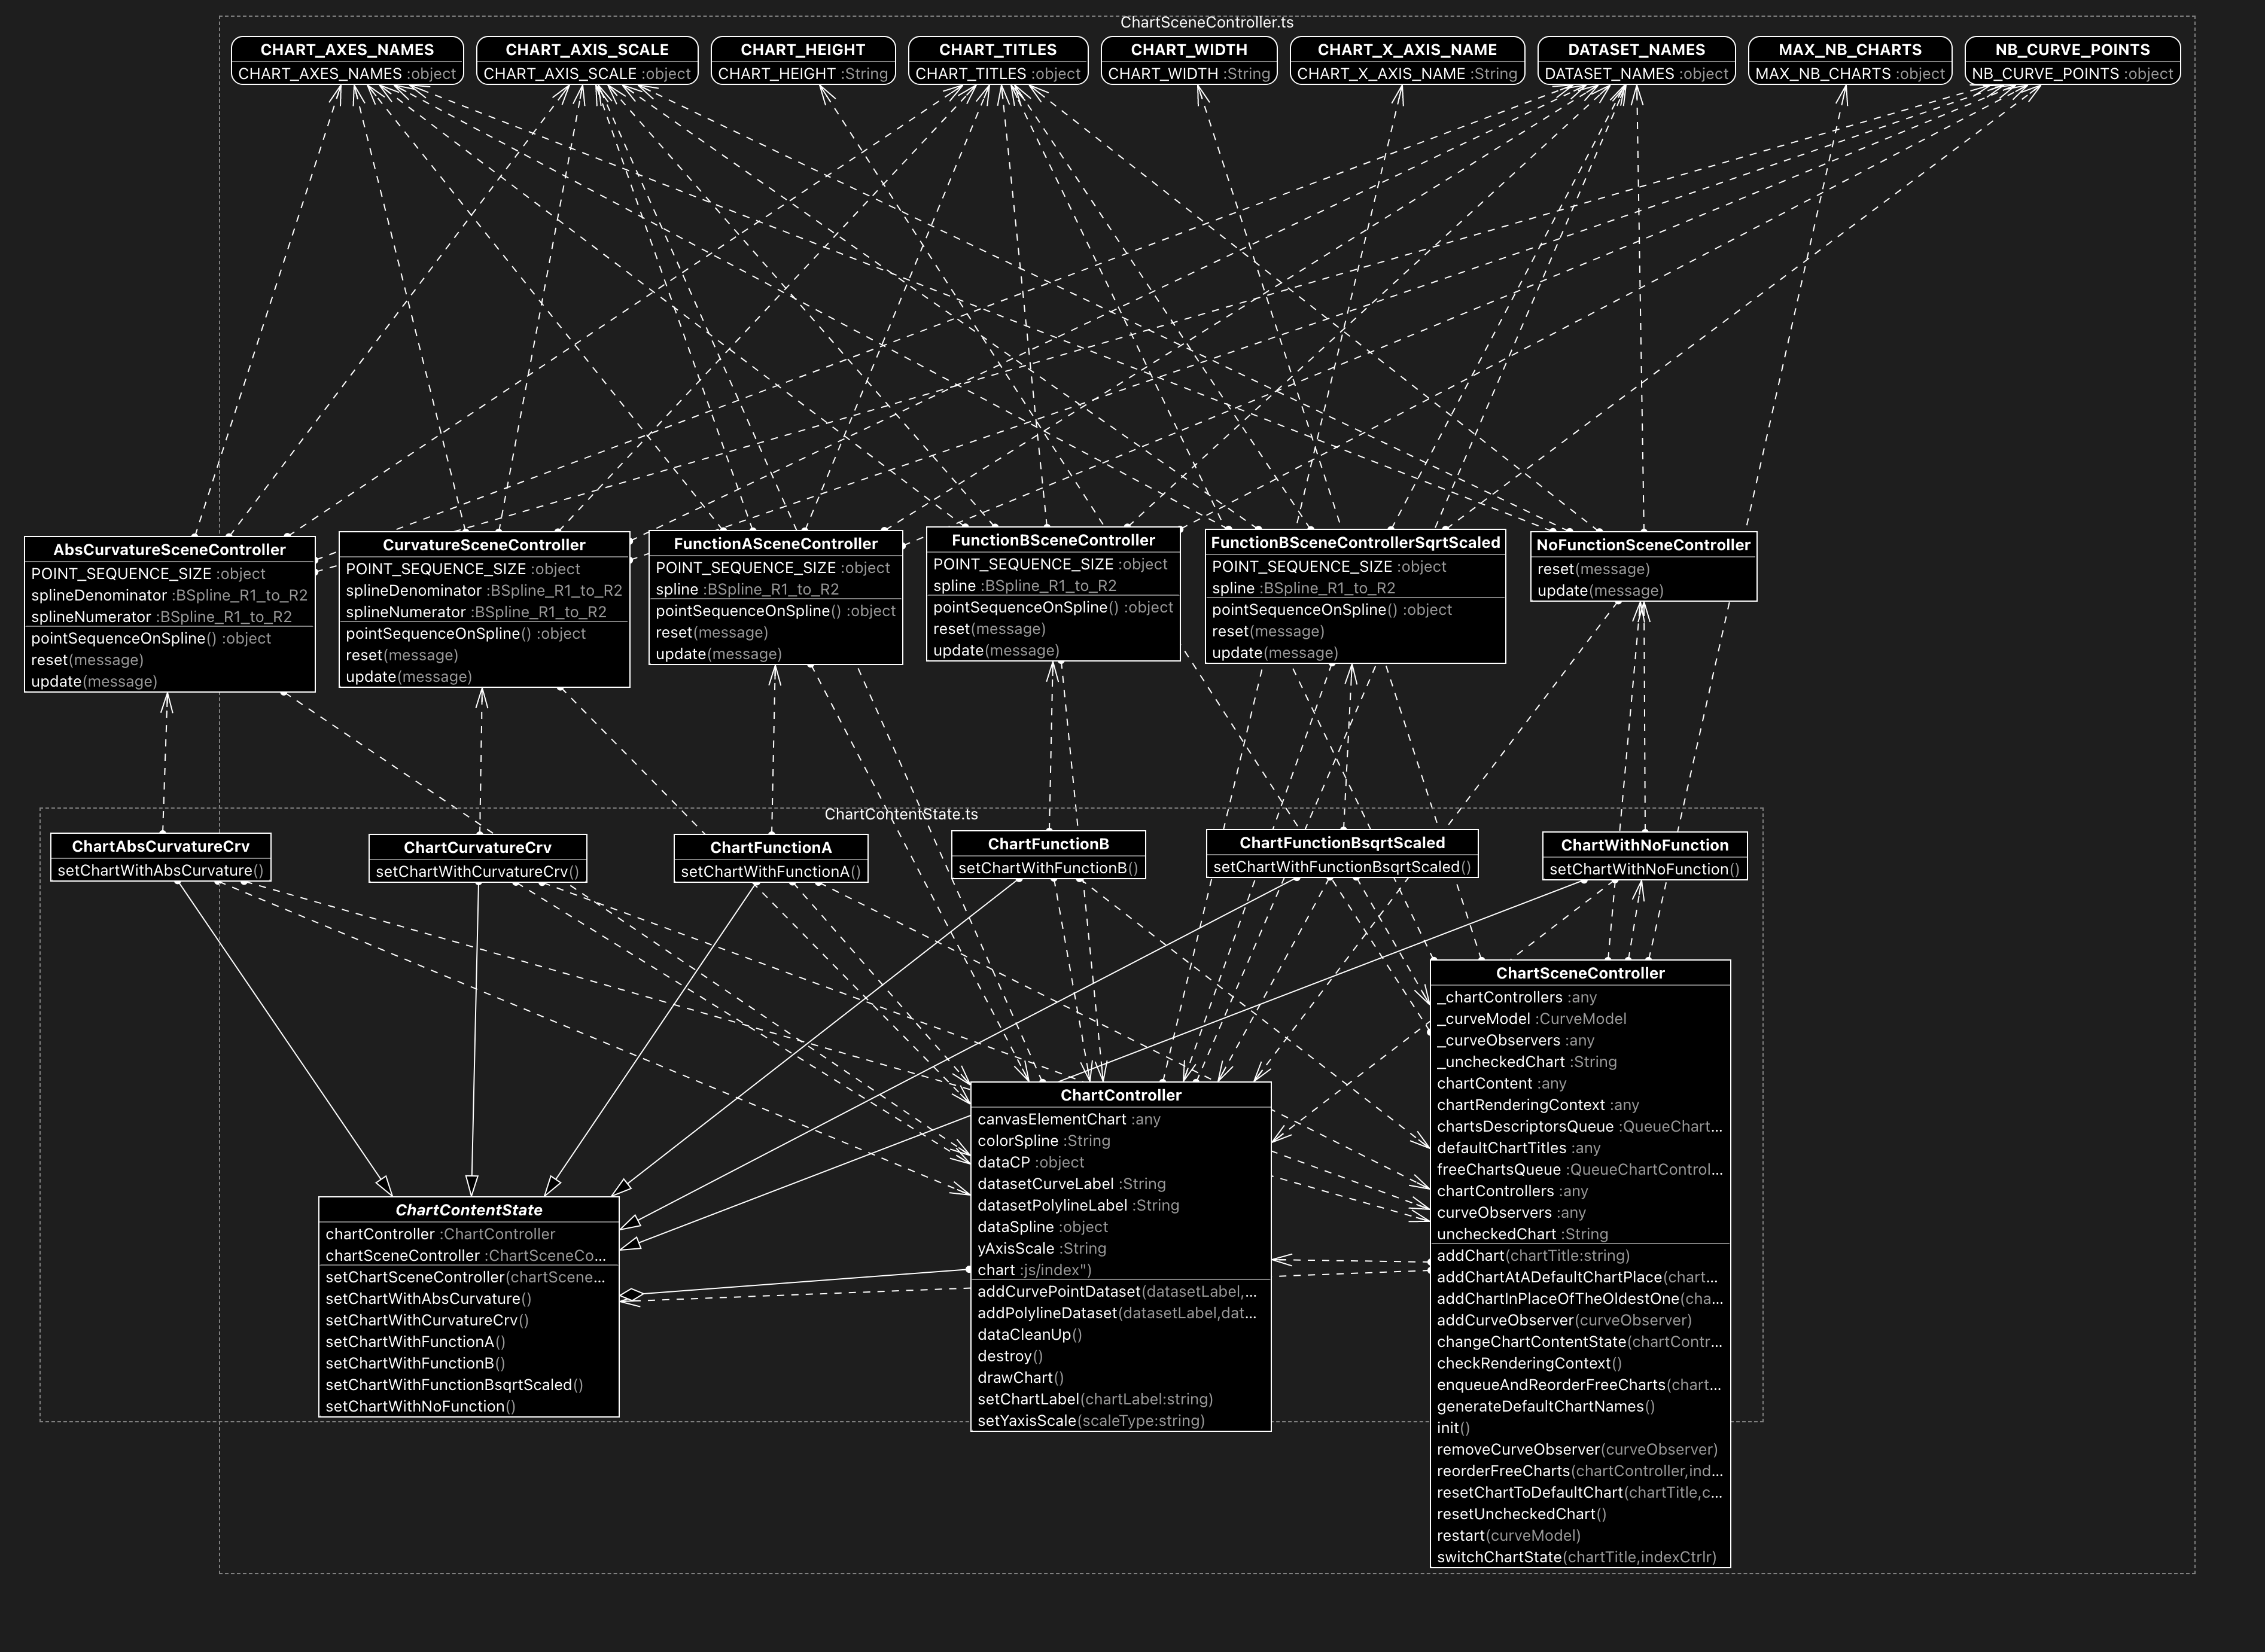 ChartSceneController.ts
CHART_AXES_NAMES
CHART_AXES_NAMES :object
CHART_AXIS_SCALE
CHART_AXIS_SCALE :object
CHART_HEIGHT
CHART_HEIGHT :String
CHART_TITLES
CHART_TITLES :object
CHART_WIDTH
CHART_WIDTH :String
CHART_X_AXIS_NAME
CHART_X_AXIS_NAME :String
DATASET_NAMES
DATASET_NAMES :object
MAX_NB_CHARTS
MAX_NB_CHARTS :object
NB_CURVE_POINTS
NB_CURVE_POINTS :object
AbsCurvatureSceneController
POINT_SEQUENCE_SIZE :object
splineDenominator :BSpline_R1_to_R2
splineNumerator :BSpline_R1_to_R2
pointSequenceOnSpline() :object
reset(message)
update(message)
CurvatureSceneController
POINT_SEQUENCE_SIZE :object
splineDenominator :BSpline_R1_to_R2
splineNumerator :BSpline_R1_to_R2
pointSequenceOnSpline() :object
reset(message)
update(message)
FunctionASceneController
POINT_SEQUENCE_SIZE :object
spline :BSpline_R1_to_R2
pointSequenceOnSpline() :object
reset(message)
update(message)
FunctionBSceneController
POINT_SEQUENCE_SIZE :object
spline :BSpline_R1_to_R2
pointSequenceOnSpline() :object
reset(message)
update(message)
FunctionBSceneControllerSqrtScaled
POINT_SEQUENCE_SIZE :object
spline :BSpline_R1_to_R2
pointSequenceOnSpline() :object
reset(message)
update(message)
NoFunctionSceneController
reset(message)
update(message)
ChartContentState.ts
ChartAbsCurvatureCrv
setChartWithAbsCurvature()
ChartCurvatureCrv
setChartWithCurvatureCrv()
ChartFunctionA
setChartWithFunctionA()
ChartFunctionB
setChartWithFunctionB()
ChartFunctionBsqrtScaled
setChartWithFunctionBsqrtScaled()
ChartWithNoFunction
setChartWithNoFunction()
ChartContentState
chartController :ChartController
chartSceneController :ChartSceneCo...
setChartSceneController(chartScene...
setChartWithAbsCurvature()
setChartWithCurvatureCrv()
setChartWithFunctionA()
setChartWithFunctionB()
setChartWithFunctionBsqrtScaled()
setChartWithNoFunction()
ChartController
canvasElementChart :any
colorSpline :String
dataCP :object
datasetCurveLabel :String
datasetPolylineLabel :String
dataSpline :object
yAxisScale :String
chart :js/index")
addCurvePointDataset(datasetLabel,...
addPolylineDataset(datasetLabel,dat...
dataCleanUp()
destroy()
drawChart()
setChartLabel(chartLabel:string)
setYaxisScale(scaleType:string)
ChartSceneController
_chartControllers :any
_curveModel :CurveModel
_curveObservers :any
_uncheckedChart :String
chartContent :any
chartRenderingContext :any
chartsDescriptorsQueue :QueueChart...
defaultChartTitles :any
freeChartsQueue :QueueChartControl...
chartControllers :any
curveObservers :any
uncheckedChart :String
addChart(chartTitle:string)
addChartAtADefaultChartPlace(chart...
addChartInPlaceOfTheOldestOne(cha...
addCurveObserver(curveObserver)
changeChartContentState(chartContr...
checkRenderingContext()
enqueueAndReorderFreeCharts(chart...
generateDefaultChartNames()
init()
removeCurveObserver(curveObserver)
reorderFreeCharts(chartController,ind...
resetChartToDefaultChart(chartTitle,c...
resetUncheckedChart()
restart(curveModel)
switchChartState(chartTitle,indexCtrlr)